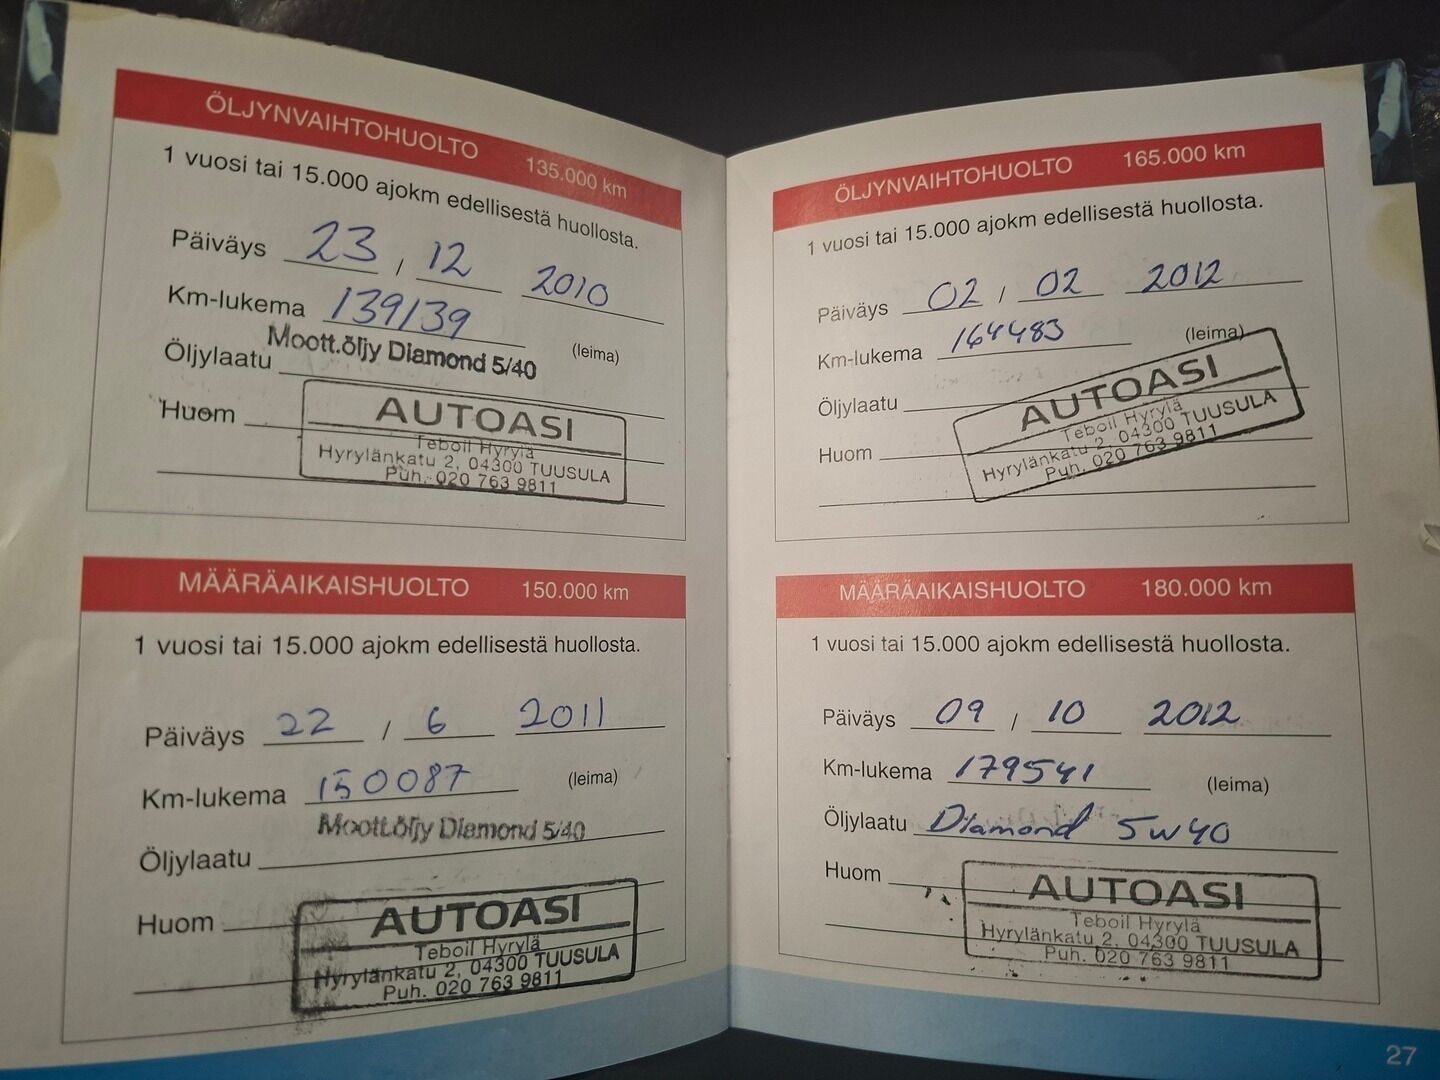 ÖLJYNVAIHTOHUOLTO 135.000 km
1 vuosi tai 15.000 ajokm edellisestä huollosta.
Päiväys 23 / 12 2010
Km-lukema 139139
(leima)
Moott.öljy Diamond 5/40
Öljylaatu
Huom
AUTOASI
Teboil Hyrylä
Hyrylänkatu 2, 04300 TUUSULA
Puh. 020 763 9811
MÄÄRÄAIKAISHUOLTO 150.000 km
1 vuosi tai 15.000 ajokm edellisestä huollosta.
Päiväys 22 / 6 2011
Km-lukema 150087
(leima)
Moott.öljy Diamond 5/40
Öljylaatu
Huom
AUTOASI
Teboil Hyrylä
Hyrylänkatu 2, 04300 TUUSULA
Puh. 020 763 9811
ÖLJYNVAIHTOHUOLTO 165.000 km
1 vuosi tai 15.000 ajokm edellisestä huollosta.
Päiväys 02 / 02 2012
Km-lukema 164483
(leima)
Öljylaatu
Huom
AUTOASI
Teboil Hyrylä
Hyrylänkatu 2, 04300 TUUSULA
Puh. 020 763 9811
MÄÄRÄAIKAISHUOLTO 180.000 km
1 vuosi tai 15.000 ajokm edellisestä huollosta.
Päiväys 09 / 10 2012
Km-lukema 179541
(leima)
Öljylaatu Diamond 5w40
Huom
AUTOASI
Teboil Hyrylä
Hyrylänkatu 2, 04300 TUUSULA
Puh. 020 763 9811
27